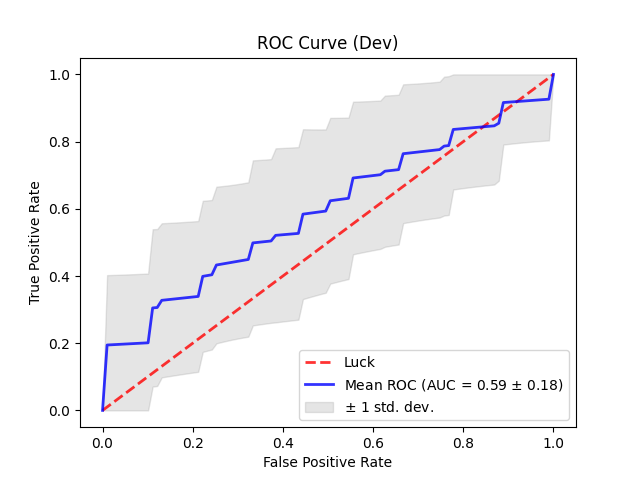 ROC Curve (Dev)
1.0
0.8
0.6
0.4
0.2
0.0
True Positive Rate
Luck
Mean ROC (AUC = 0.59 ± 0.18)
± 1 std. dev.
0.0 0.2 0.4 0.6 0.8 1.0
False Positive Rate